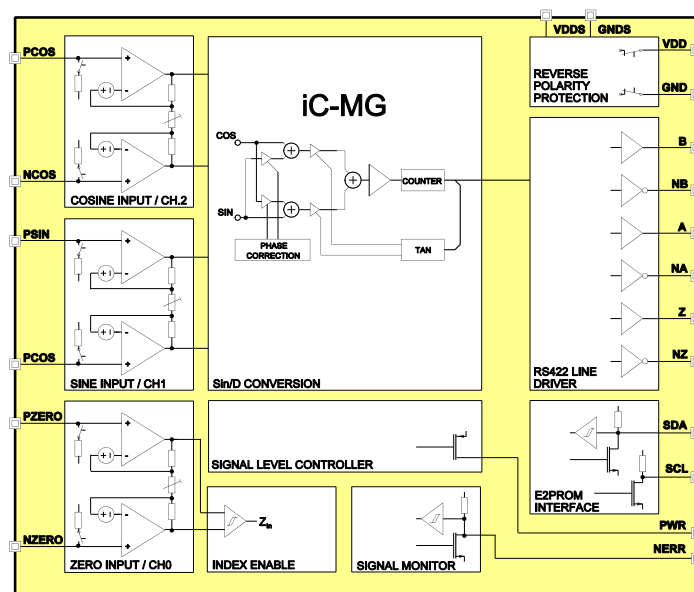 VDDS GNDS
PCOS
VDD
REVERSE
POLARITY
PROTECTION
GND
iC-MG
COS
SIN
COUNTER
PHASE
CORRECTION
TAN
B
NB
A
NA
Z
NZ
NCOS
COSINE INPUT / CH.2
PSIN
PCOS
SINE INPUT / CH1
Sin/D CONVERSION
RS422 LINE
DRIVER
PZERO
SDA
SIGNAL LEVEL CONTROLLER
SCL
E2PROM
INTERFACE
Zin
PWR
NZERO
NERR
ZERO INPUT / CH0
INDEX ENABLE
SIGNAL MONITOR